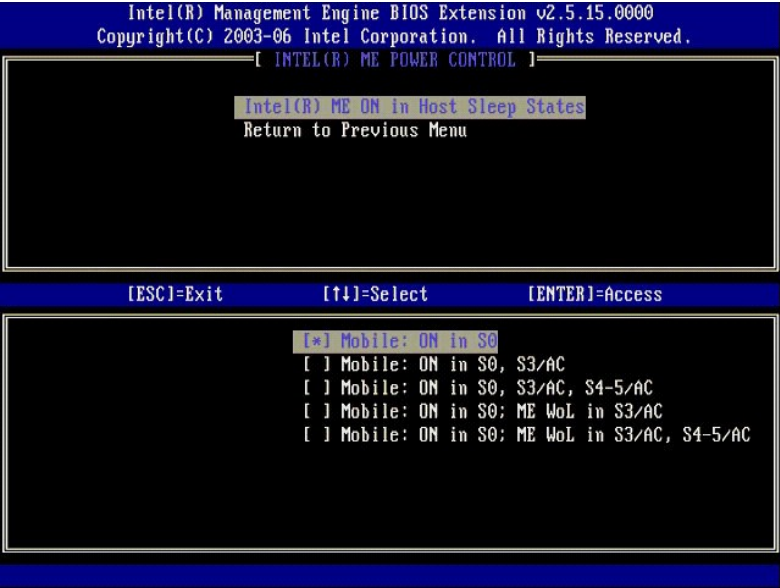 Intel(R) Management Engine BIOS Extension v2.5.15.0000
Copyright(C) 2003-06 Intel Corporation. All Rights Reserved.
[ INTEL(R) ME POWER CONTROL ]
Intel(R) ME ON in Host Sleep States
Return to Previous Menu
[ESC]=Exit [↑↓]=Select [ENTER]=Access
[*] Mobile: ON in S0
[ ] Mobile: ON in S0, S3/AC
[ ] Mobile: ON in S0, S3/AC, S4-5/AC
[ ] Mobile: ON in S0; ME WoL in S3/AC
[ ] Mobile: ON in S0; ME WoL in S3/AC, S4-5/AC